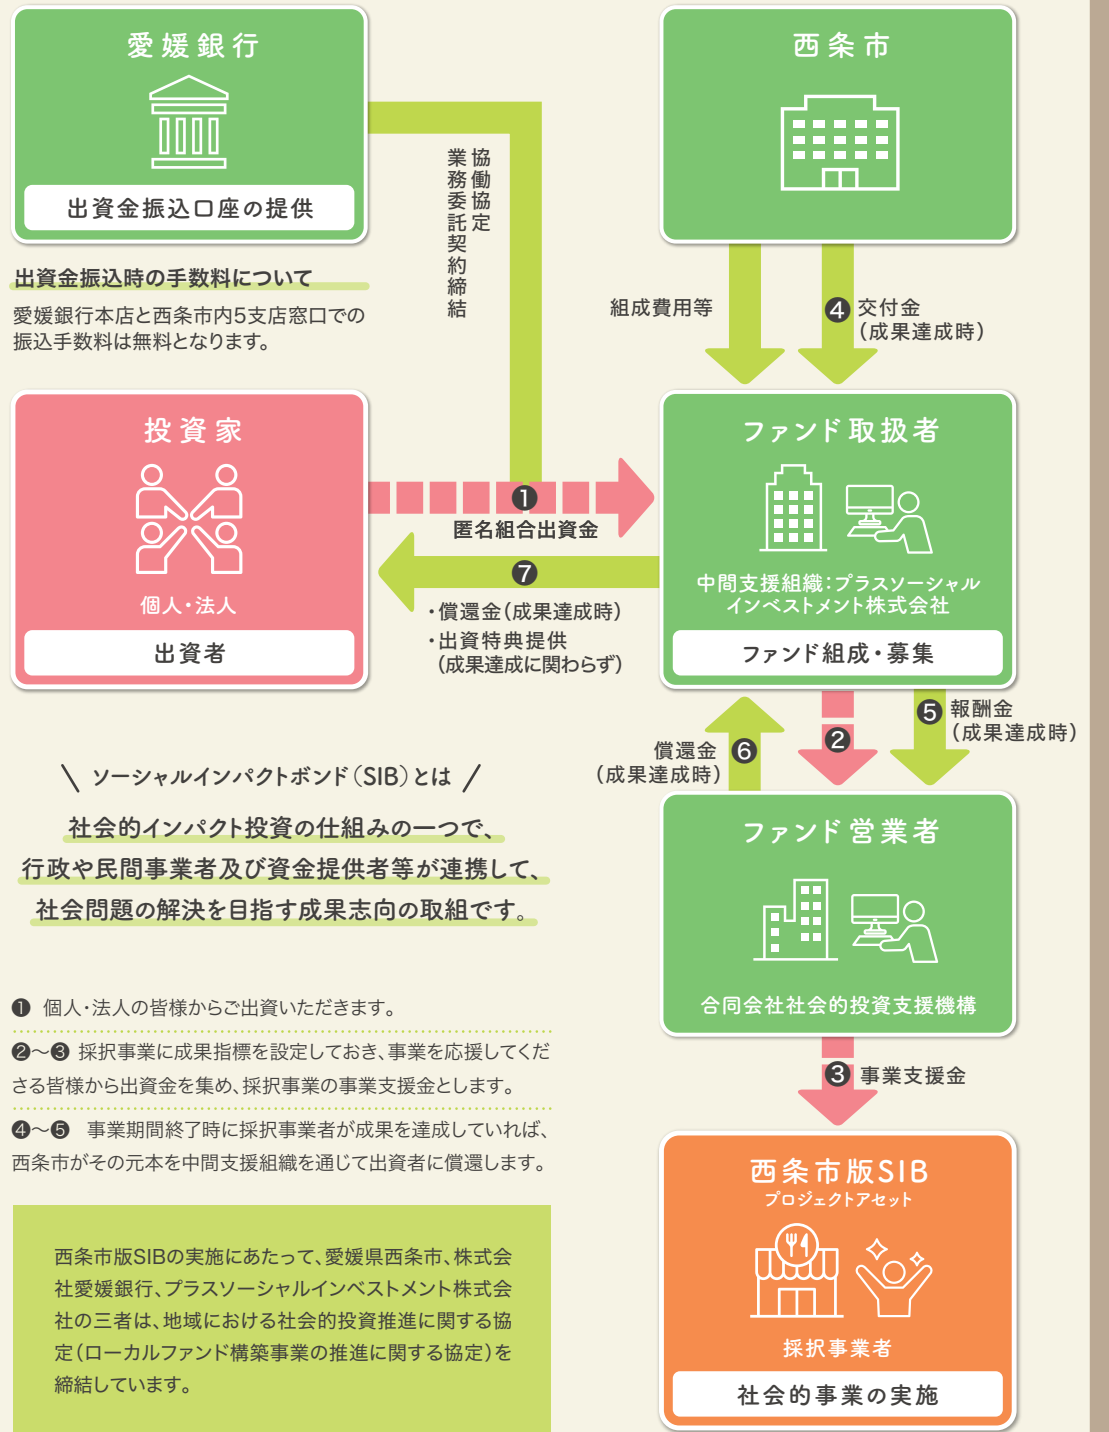 愛媛銀行
出資金振込口座の提供
出資金振込時の手数料について
愛媛銀行本店と西条市内5支店窓口での
振込手数料は無料となります。
協働協定
業務委託契約締結
西条市
組成費用等
❹ 交付金
(成果達成時)
投資家
個人・法人
出資者
❶
匿名組合出資金
❼
・償還金(成果達成時)
・出資特典提供
(成果達成に関わらず)
ファンド取扱者
中間支援組織:プラスソーシャル
インベストメント株式会社
ファンド組成・募集
償還金 ❻
(成果達成時)
❷
❺ 報酬金
(成果達成時)
ファンド営業者
合同会社社会的投資支援機構
❸ 事業支援金
西条市版SIB
プロジェクトアセット
採択事業者
社会的事業の実施
\ ソーシャルインパクトボンド(SIB)とは /
社会的インパクト投資の仕組みの一つで、
行政や民間事業者及び資金提供者等が連携して、
社会問題の解決を目指す成果志向の取組です。
❶ 個人・法人の皆様からご出資いただきます。
❷〜❸ 採択事業に成果指標を設定しておき、事業を応援してくだ
さる皆様から出資金を集め、採択事業の事業支援金とします。
❹〜❺ 事業期間終了時に採択事業者が成果を達成していれば、
西条市がその元本を中間支援組織を通じて出資者に償還します。
西条市版SIBの実施にあたって、愛媛県西条市、株式会
社愛媛銀行、プラスソーシャルインベストメント株式会
社の三者は、地域における社会的投資推進に関する協
定(ローカルファンド構築事業の推進に関する協定)を
締結しています。